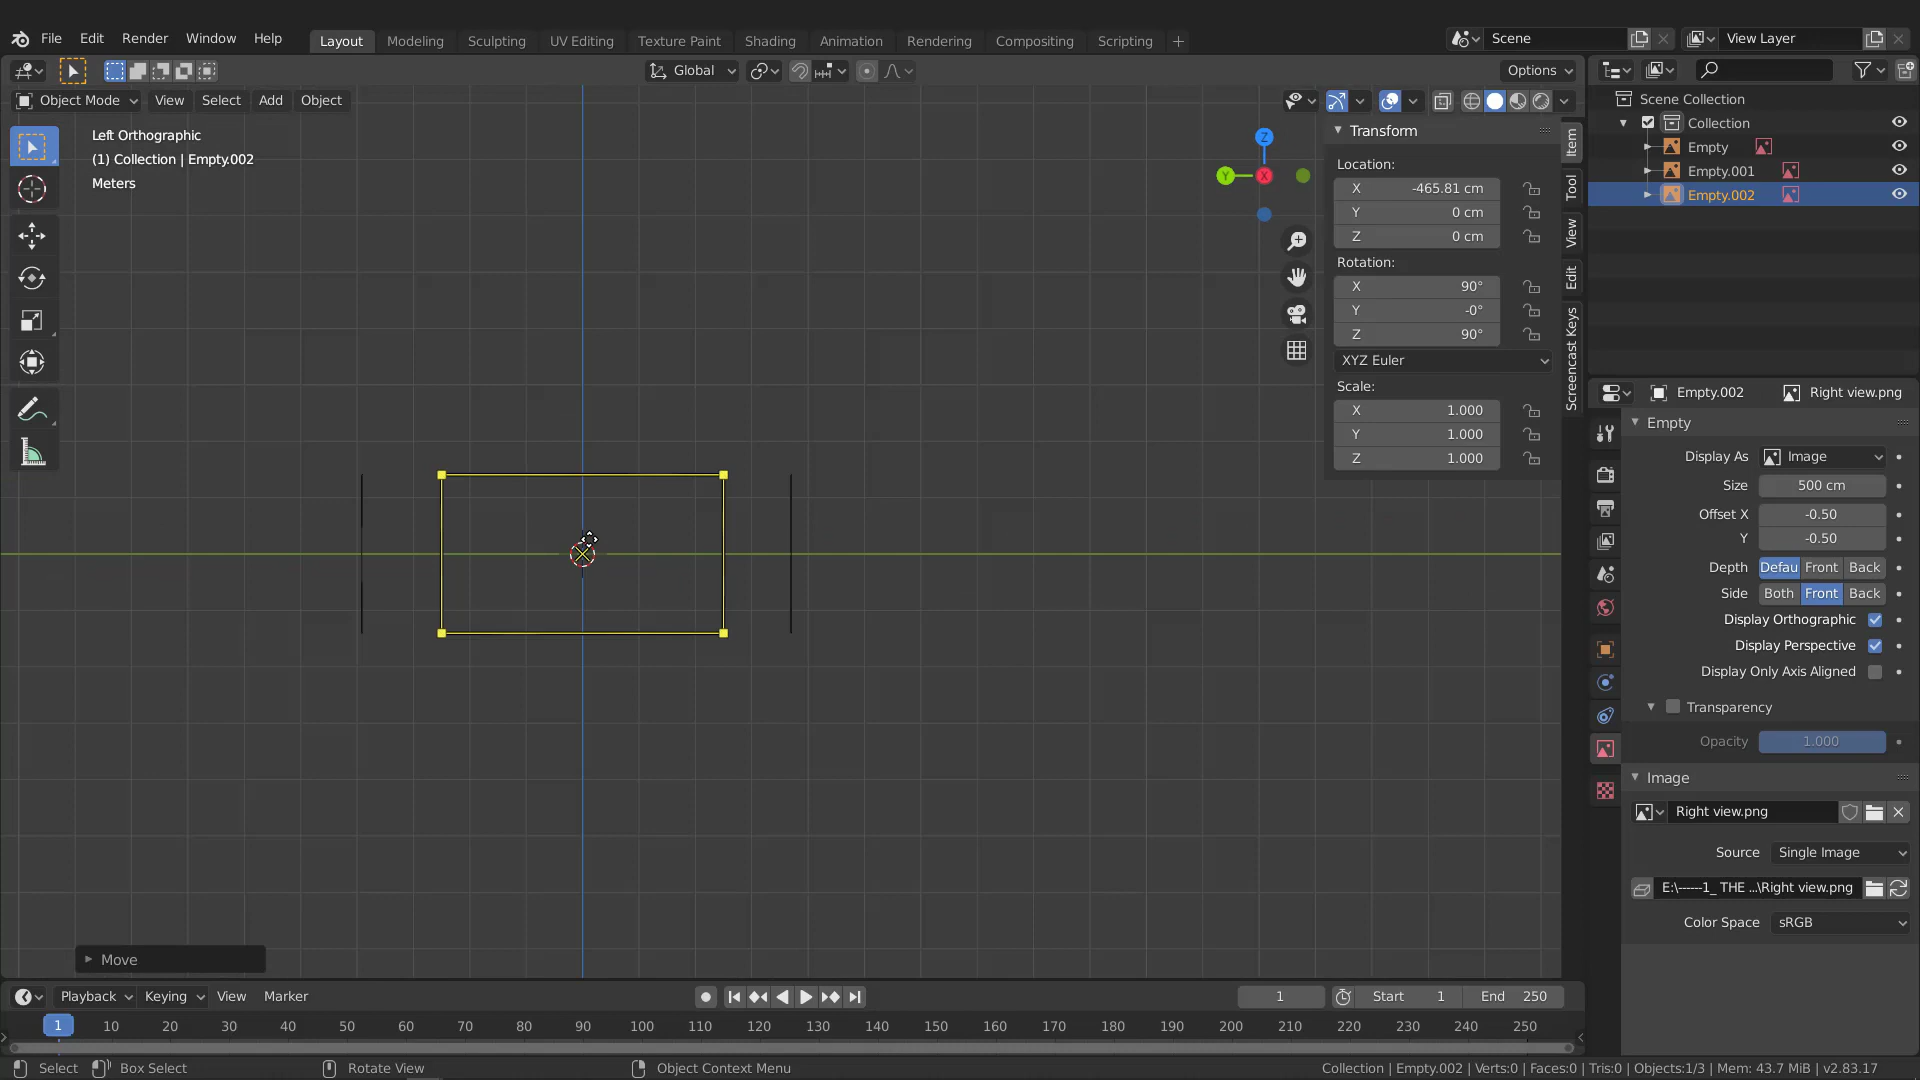 File Edit Render Window Help Layout Modeling Sculpting UV Editing Texture Paint Shading Animation Rendering Compositing Scripting + Scene View Layer
Global Options
Object Mode View Select Add Object
Left Orthographic
(1) Collection | Empty.002
Meters
Z
Y
X
Transform
Location:
X -465.81 cm
Y 0 cm
Z 0 cm
Rotation:
X 90°
Y -0°
Z 90°
XYZ Euler
Scale:
X 1.000
Y 1.000
Z 1.000
Item
Tool
View
Edit
Screencast Keys
Scene Collection
Collection
Empty
Empty.001
Empty.002
Empty.002 Right view.png
Empty
Display As Image
Size 500 cm
Offset X -0.50
Y -0.50
Depth Defau Front Back
Side Both Front Back
Display Orthographic
Display Perspective
Display Only Axis Aligned
Transparency
Opacity 1.000
Image
Right view.png
Source Single Image
E:\------1_ THE ...\Right view.png
Color Space sRGB
Move
Playback Keying View Marker 1 Start 1 End 250
1 10 20 30 40 50 60 70 80 90 100 110 120 130 140 150 160 170 180 190 200 210 220 230 240 250
Select Box Select Rotate View Object Context Menu Collection | Empty.002 | Verts:0 | Faces:0 | Tris:0 | Objects:1/3 | Mem: 43.7 MiB | v2.83.17